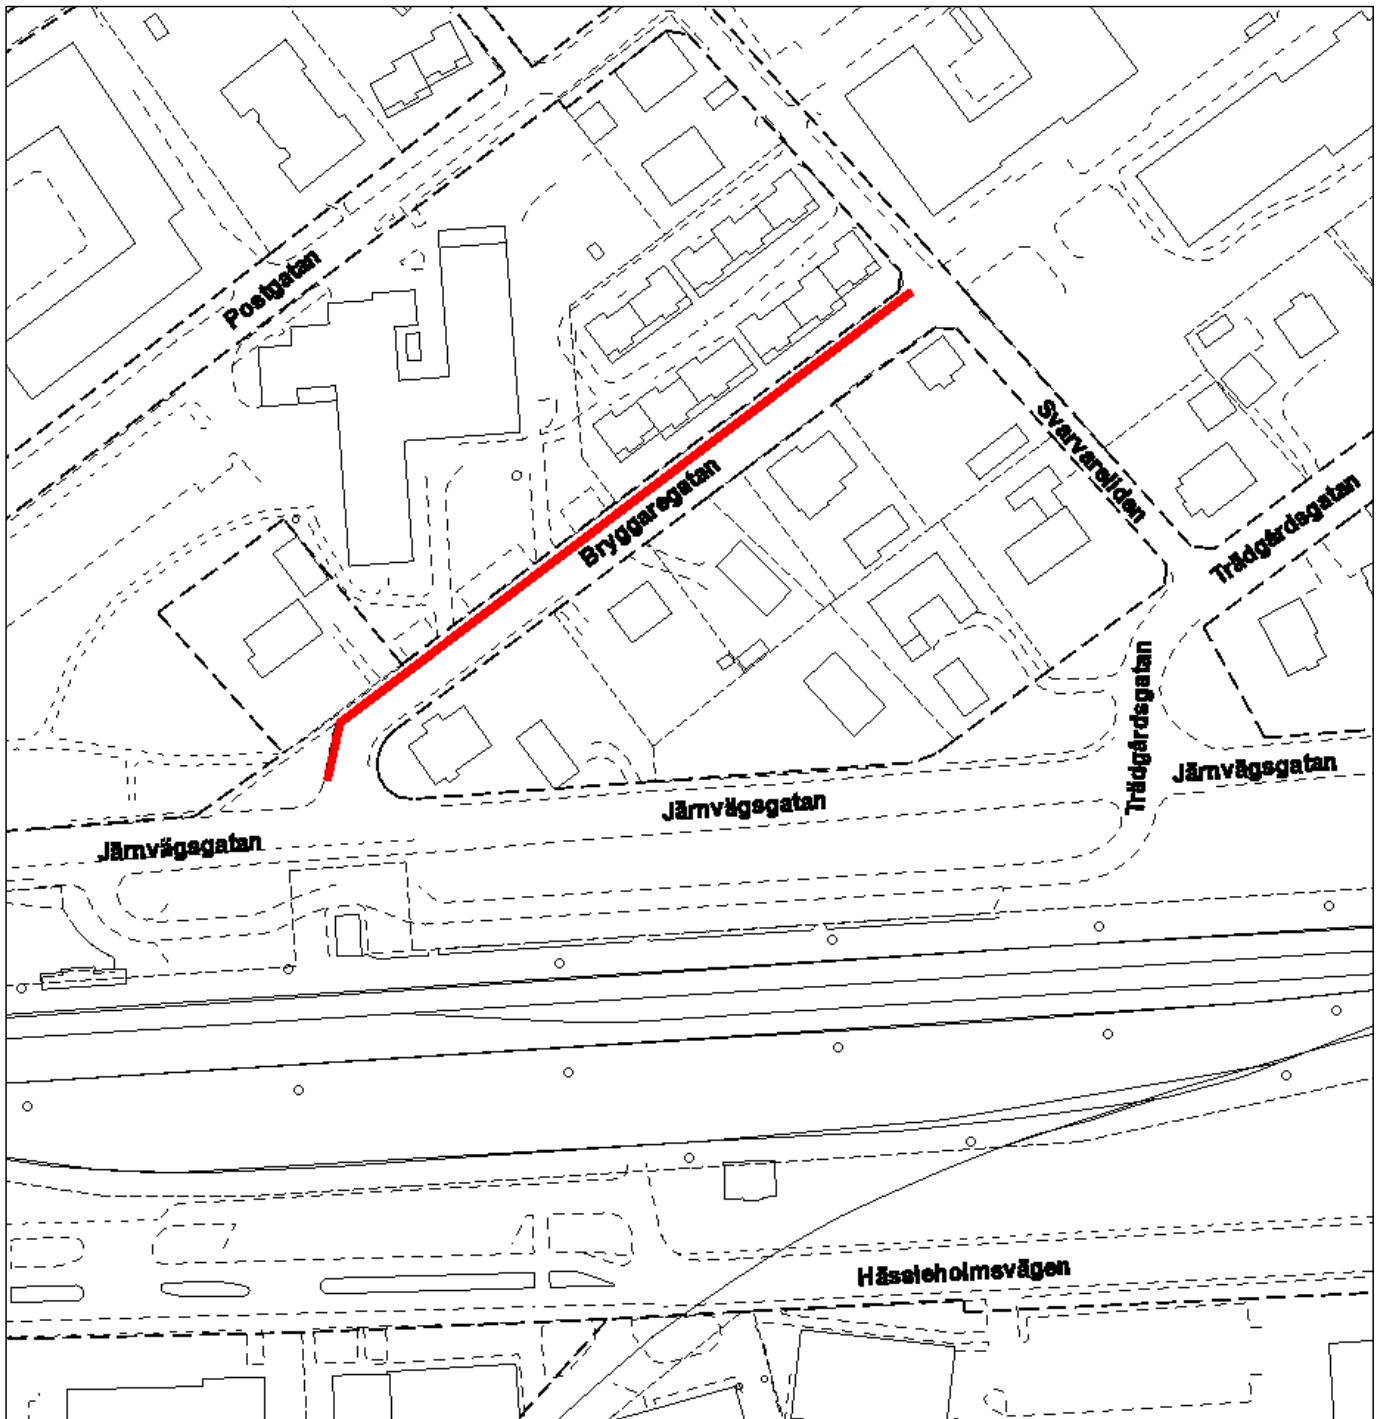 Postgatan
Svarvareliden
Bryggaregatan
Trädgårdsgatan
Trädgårdsgatan
Järnvägsgatan
Järnvägsgatan
Järnvägsgatan
Hässleholmsvägen